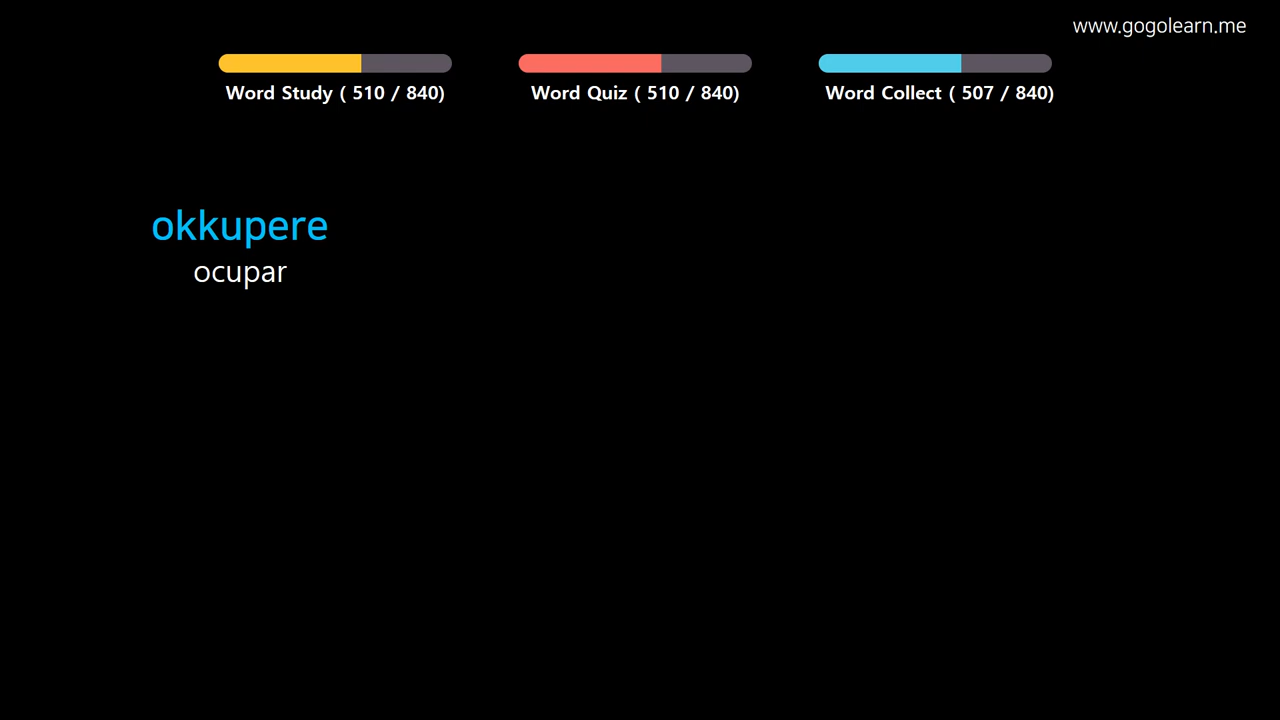 www.gogolearn.me
Word Study ( 510 / 840)
Word Quiz ( 510 / 840)
Word Collect ( 507 / 840)
okkupere
ocupar